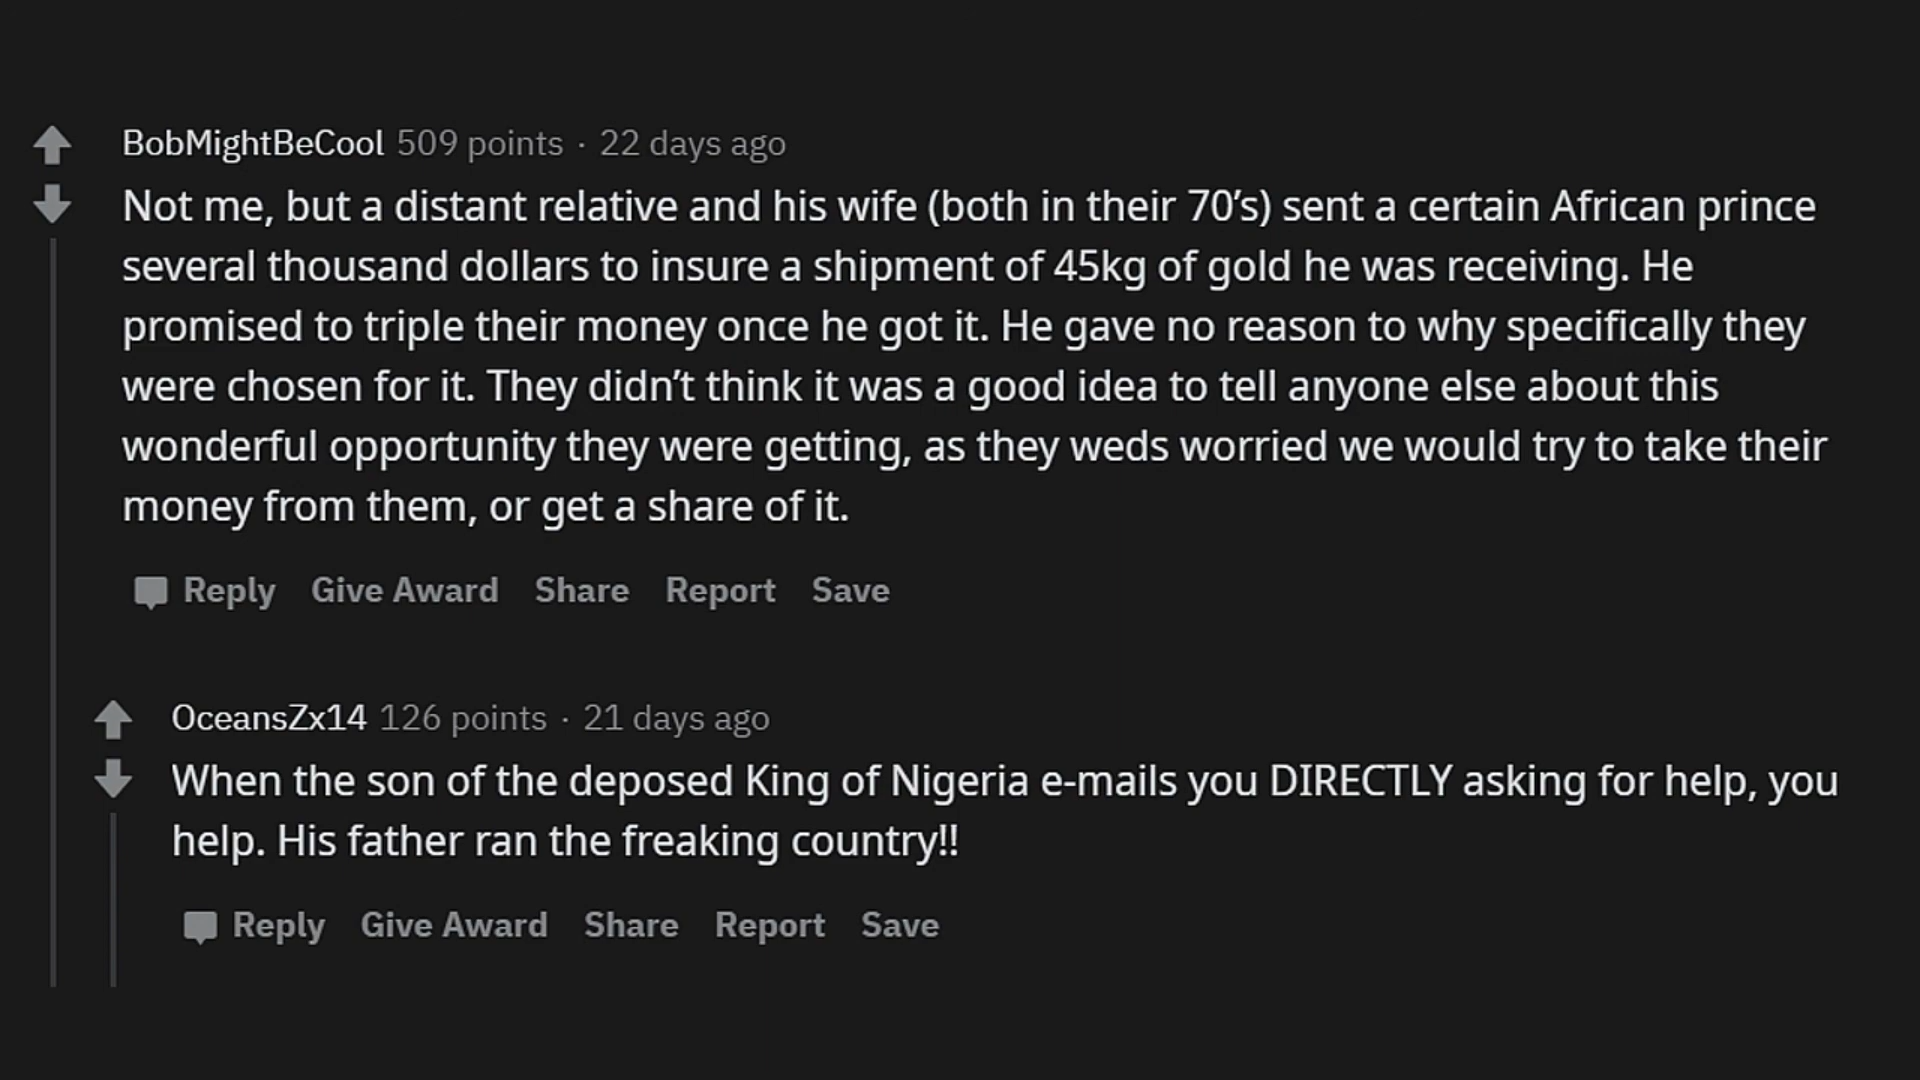 BobMightBeCool 509 points · 22 days ago
Not me, but a distant relative and his wife (both in their 70’s) sent a certain African prince
several thousand dollars to insure a shipment of 45kg of gold he was receiving. He
promised to triple their money once he got it. He gave no reason to why specifically they
were chosen for it. They didn’t think it was a good idea to tell anyone else about this
wonderful opportunity they were getting, as they weds worried we would try to take their
money from them, or get a share of it.
Reply Give Award Share Report Save
OceansZx14 126 points · 21 days ago
When the son of the deposed King of Nigeria e-mails you DIRECTLY asking for help, you
help. His father ran the freaking country!!
Reply Give Award Share Report Save